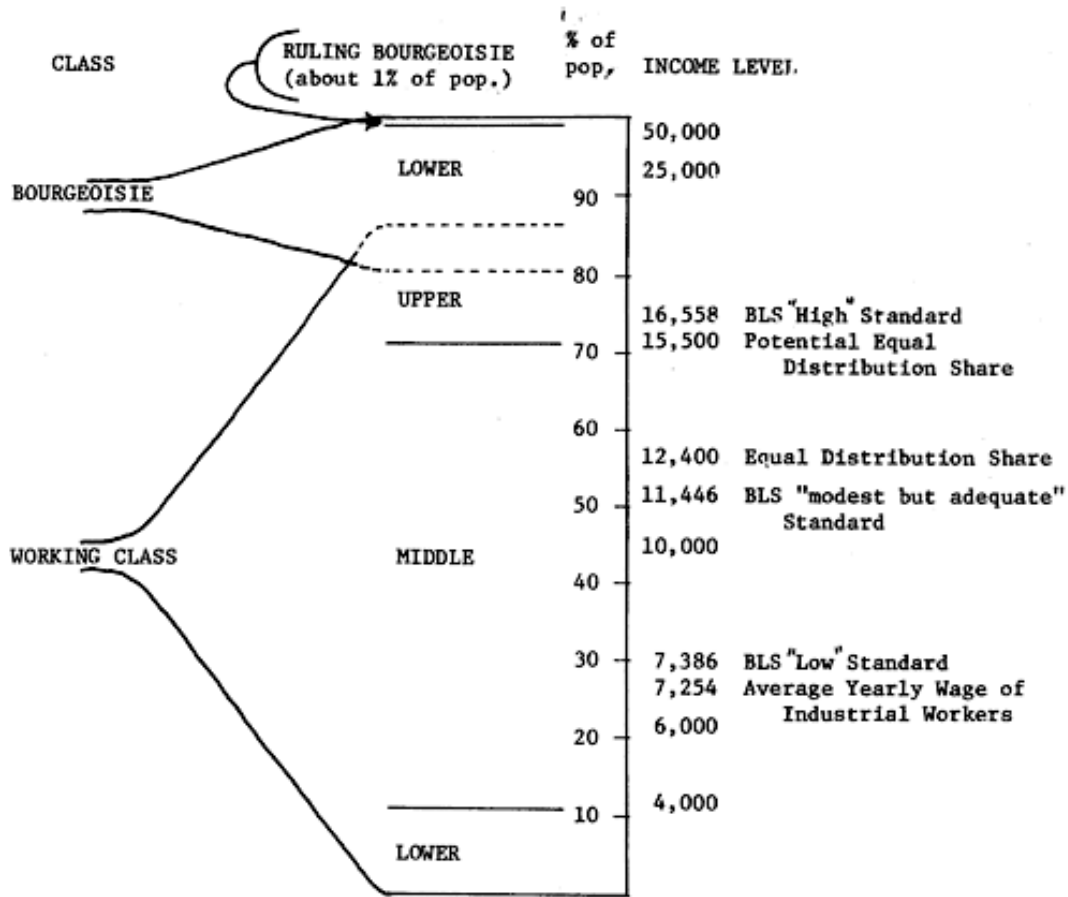 % of
CLASS
RULING BOURGEOISIE
(about 1% of pop.)
pop, INCOME LEVEL
50,000
LOWER
25,000
BOURGEOISIE
90
80
UPPER
16,558 BLS "High" Standard
15,500 Potential Equal
70
Distribution Share
60
12,400 Equal Distribution Share
11,446 BLS "modest but adequate"
50
Standard
WORKING CLASS
MIDDLE
10,000
40
30
7,386 BLS "Low" Standard
7,254 Average Yearly Wage of
Industrial Workers
6,000
20
4,000
10
LOWER